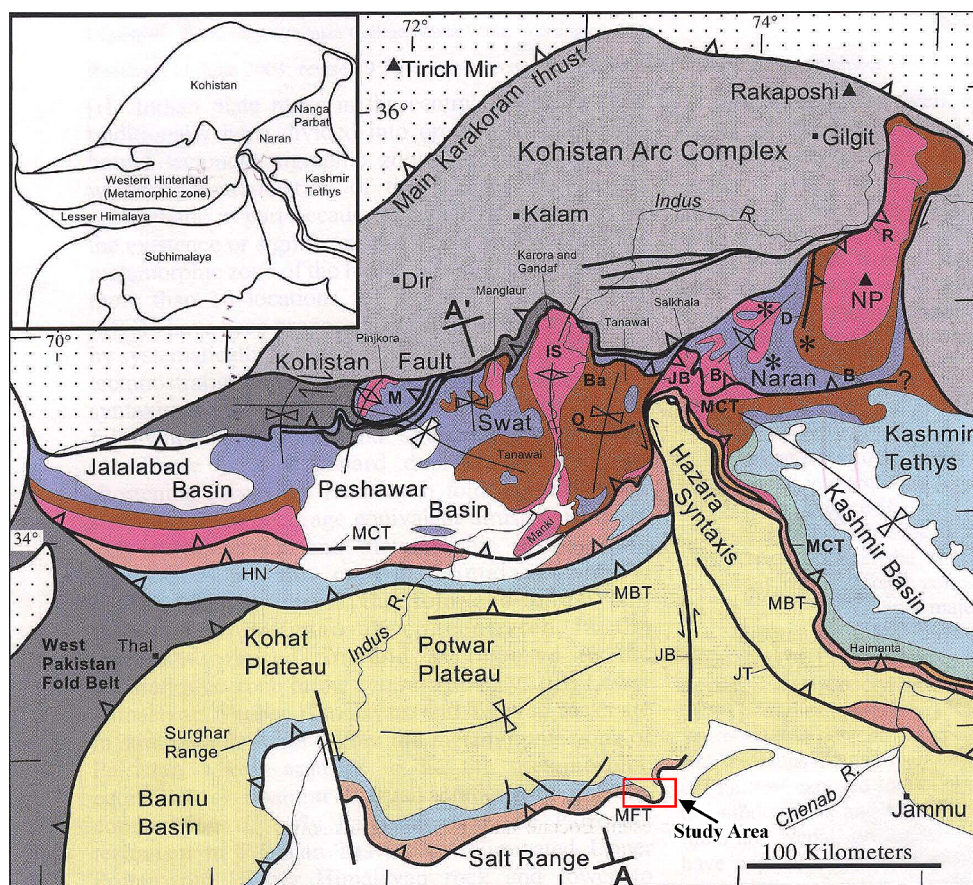 72°
74°
Tirich Mir
36°
Main Karakoram thrust
Rakaposhi
Gilgit
Kohistan Arc Complex
Indus
R.
Kalam
Dir
Kohistan
Nanga
Parbat
Naran
Western Hinterland
(Metamorphic zone)
Kashmir
Tethys
Lesser Himalaya
Subhimalaya
Karora and
Gandaf
Manglaur
Salkhala
Tanawal
A'
Pinjkora
70°
Kohistan
Fault
R
NP
D
IS
Ba
JB
B
Naran
B
?
MCT
M
Swat
O
Tanawal
Kashmir
Tethys
Jalalabad
Basin
Peshawar
Basin
Manki
Hazara
Syntaxis
Kashmir Basin
34°
MCT
MCT
HN
MBT
MBT
Indus
R.
West
Pakistan
Fold Belt
Thal
Kohat
Plateau
Potwar
Plateau
JB
JT
Haimanta
Surghar
Range
Bannu
Basin
MFT
Study Area
Chenab
R.
Jammu
Salt Range
A
100 Kilometers